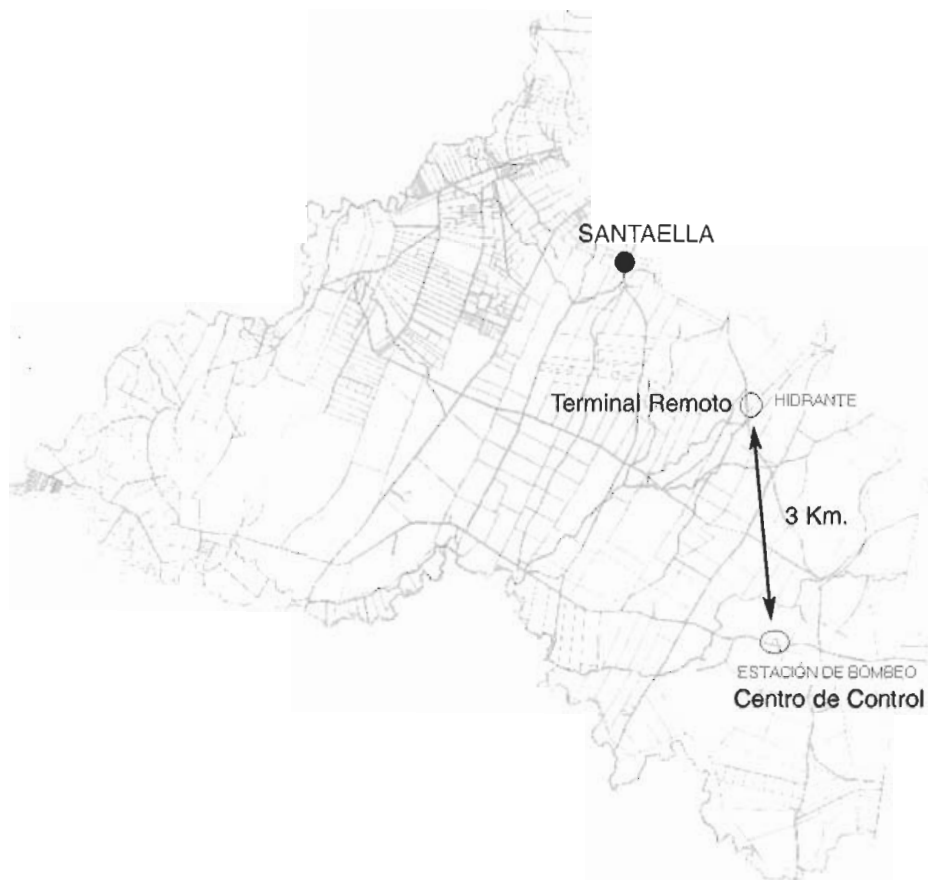 SANTAELLA
Terminal Remoto
HIDRANTE
3 Km.
ESTACIÓN DE BOMBEO
Centro de Control